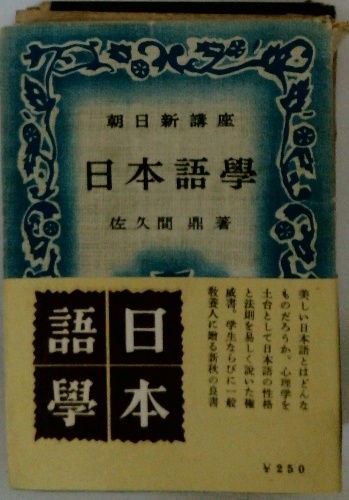 朝日新講座
日本語學
佐久間鼎著
日本
語學
美しい日本語とはどんな
ものだろうか。心理学を
土台として日本語の性格
と法則を易しく説いた権
威書。学生ならびに一般
教養人に贈る新秋の良書
¥250